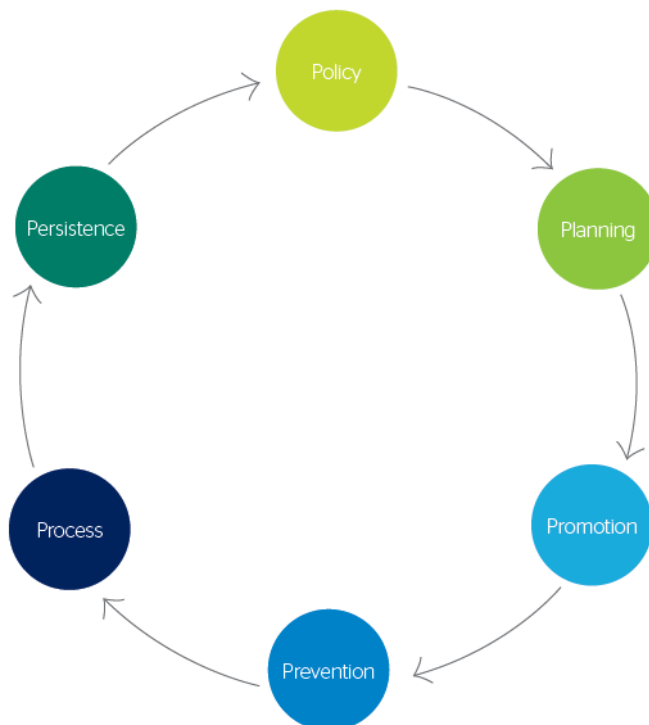 Policy
Planning
Promotion
Prevention
Process
Persistence